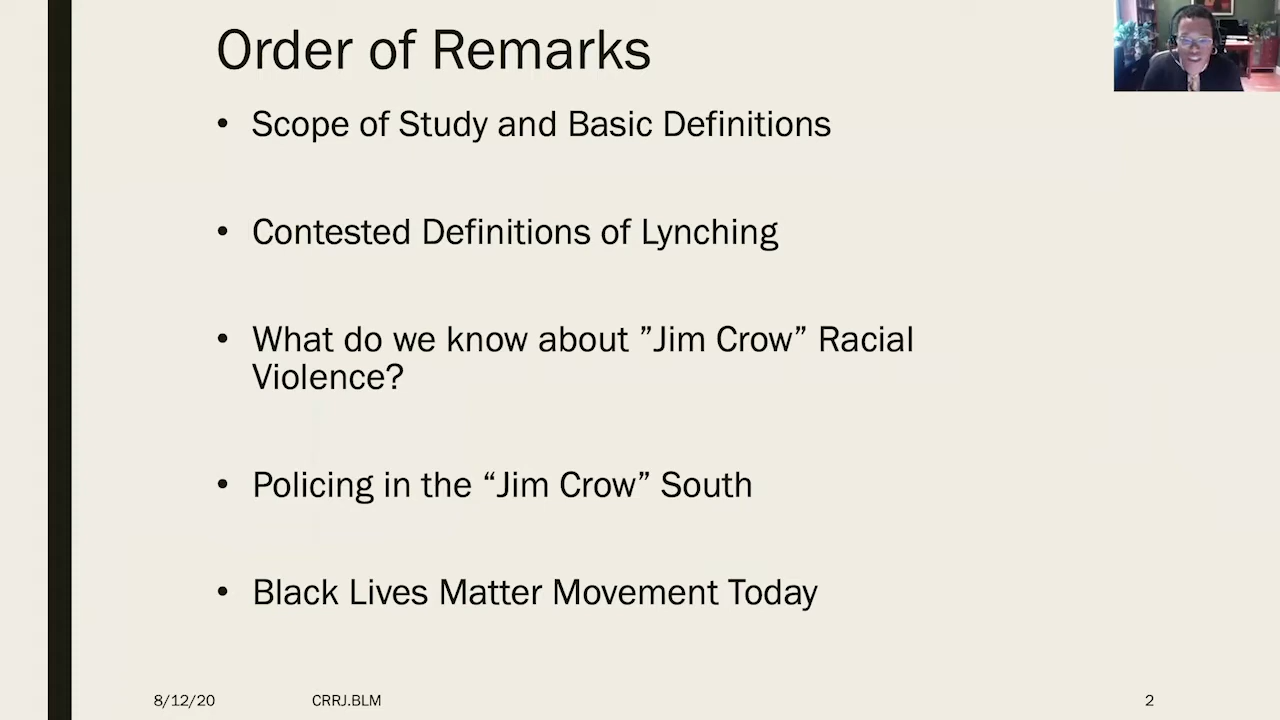 Order of Remarks
• Scope of Study and Basic Definitions
• Contested Definitions of Lynching
• What do we know about ”Jim Crow” Racial
Violence?
• Policing in the “Jim Crow” South
• Black Lives Matter Movement Today
8/12/20 CRRJ.BLM 2